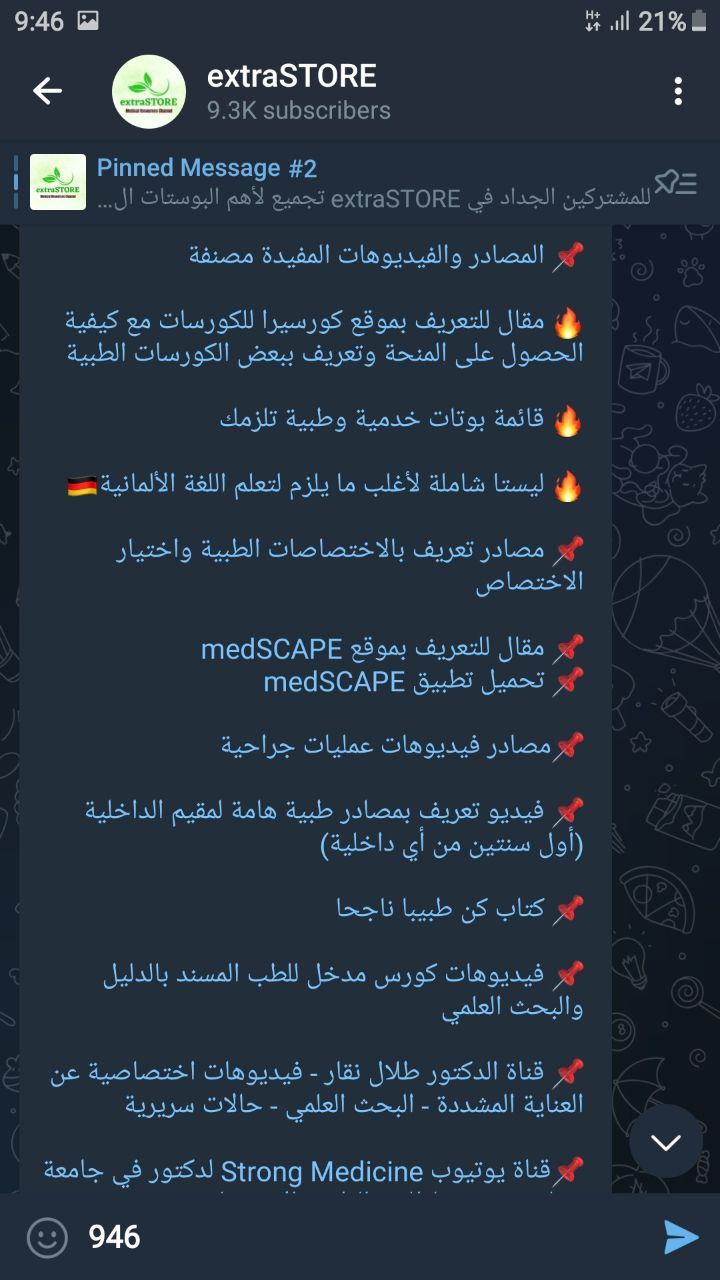 9:46
H+
21%
extraSTORE
extraSTORE
9.3K subscribers
extraSTORE
Pinned Message #2
للمشتركين الجداد في extraSTORE تجميع لأهم البوستات ال...
📌 المصادر والفيديوهات المفيدة مصنفة
🔥 مقال للتعريف بموقع كورسيرا للكورسات مع كيفية
الحصول على المنحة وتعريف ببعض الكورسات الطبية
🔥 قائمة بوتات خدمية وطبية تلزمك
🔥 ليستا شاملة لأغلب ما يلزم لتعلم اللغة الألمانية🇩🇪
📌 مصادر تعريف بالاختصاصات الطبية واختيار
الاختصاص
📌 مقال للتعريف بموقع medSCAPE
📌 تحميل تطبيق medSCAPE
📌 مصادر فيديوهات عمليات جراحية
📌 فيديو تعريف بمصادر طبية هامة لمقيم الداخلية
(أول سنتين من أي داخلية)
📌 كتاب كن طبيبا ناجحا
📌 فيديوهات كورس مدخل للطب المسند بالدليل
والبحث العلمي
📌 قناة الدكتور طلال نقار - فيديوهات اختصاصية عن
العناية المشددة - البحث العلمي - حالات سريرية
📌 قناة يوتيوب Strong Medicine لدكتور في جامعة
946